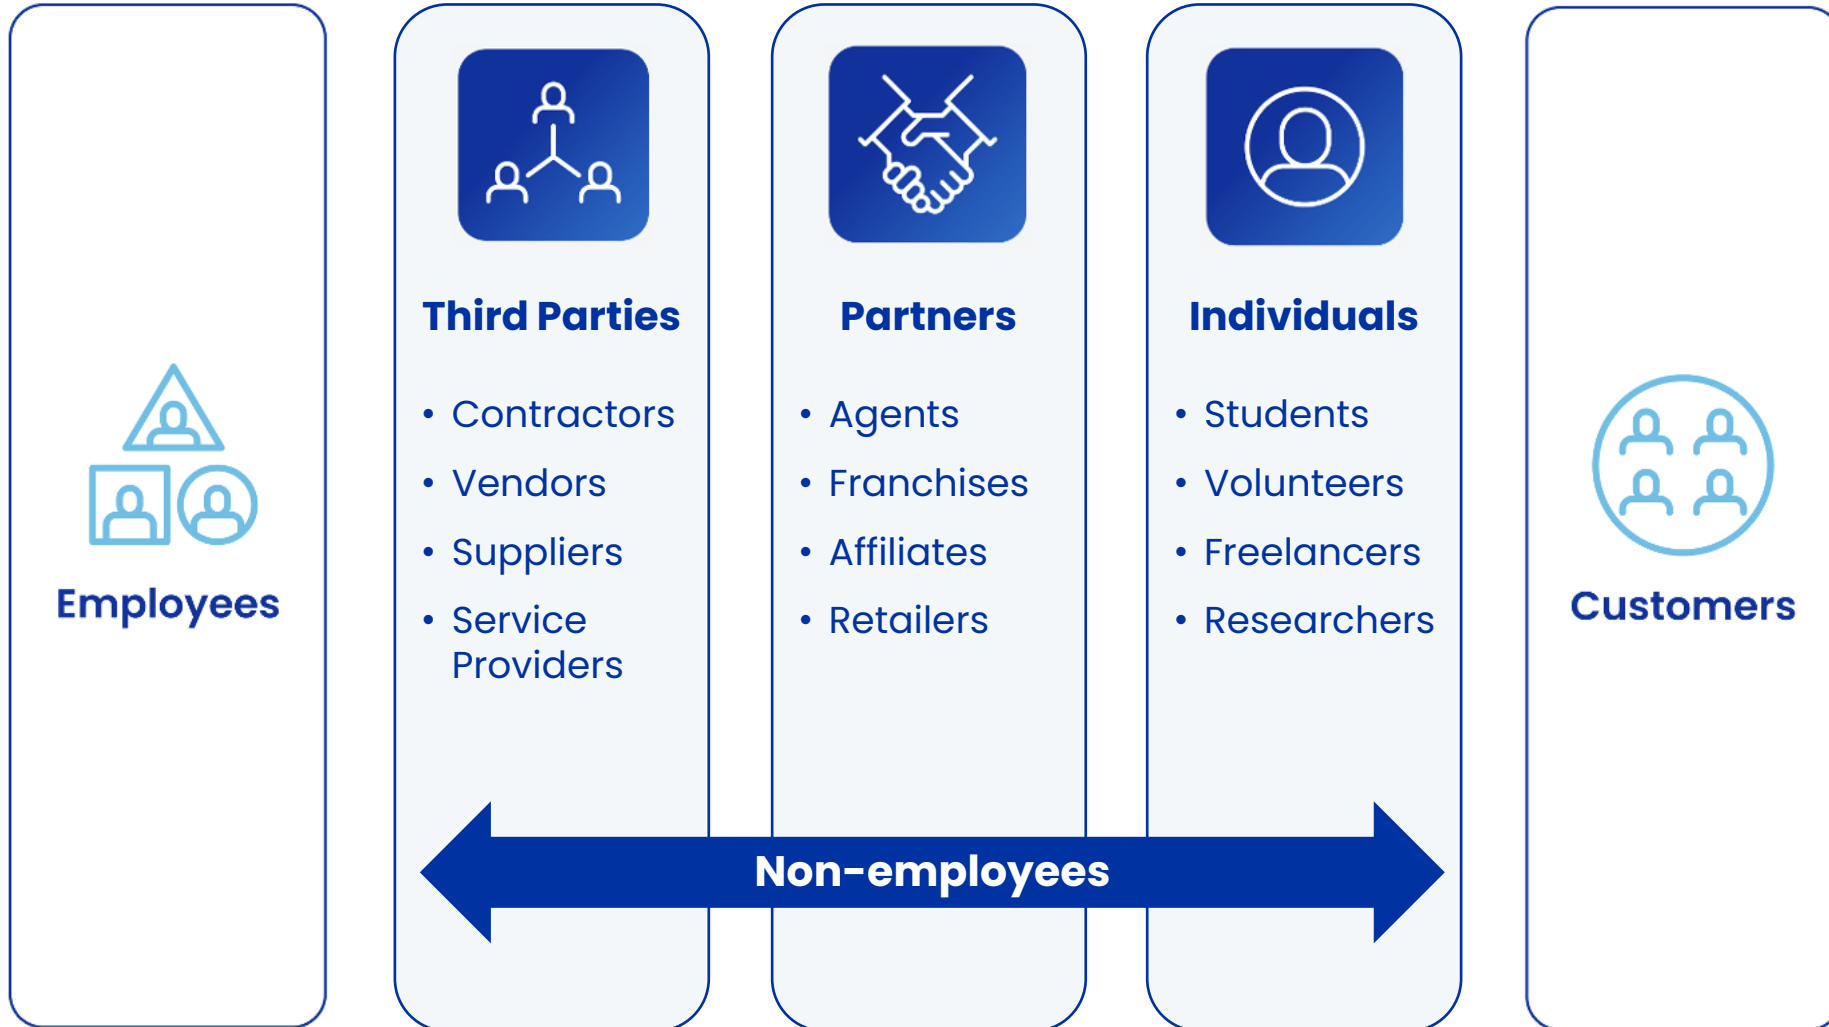 Employees
Third Parties
• Contractors
• Vendors
• Suppliers
• Service
Providers
Partners
• Agents
• Franchises
• Affiliates
• Retailers
Individuals
• Students
• Volunteers
• Freelancers
• Researchers
Non-employees
Customers